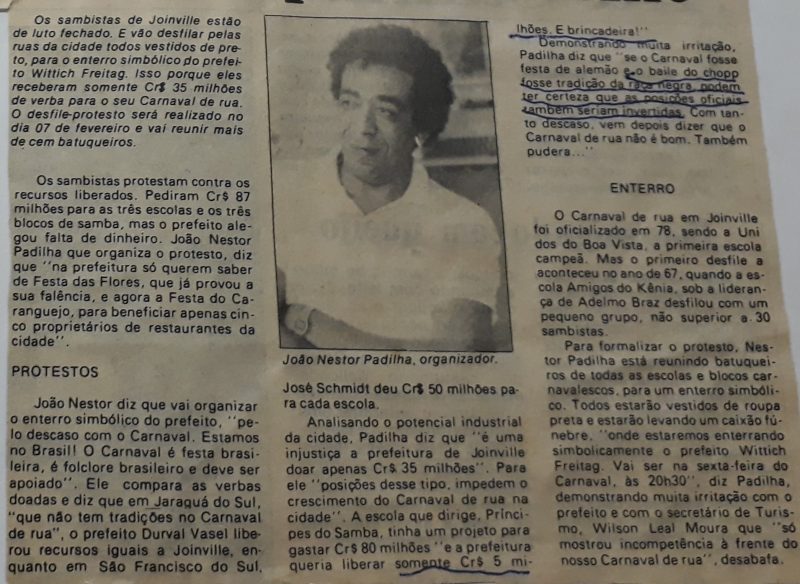 Os sambistas de Joinville estão
de luto fechado. E vão desfilar pelas
ruas da cidade todos vestidos de pre-
to, para o enterro simbólico do prefei-
to Wittich Freitag. Isso porque eles
receberam somente Cr$ 35 milhões
de verba para o seu Carnaval de rua.
O desfile-protesto será realizado no
dia 07 de fevereiro e vai reunir mais
de cem batuqueiros.
Os sambistas protestam contra os
recursos liberados. Pediram Cr$ 87
milhões para as três escolas e os três
blocos de samba, mas o prefeito ale-
gou falta de dinheiro. João Nestor
Padilha que organiza o protesto, diz
que "na prefeitura só querem saber
de Festa das Flores, que já provou a
sua falência, e agora a Festa do Ca-
ranguejo, para beneficiar apenas cin-
co proprietários de restaurantes da
cidade".
PROTESTOS
João Nestor diz que vai organizar
o enterro simbólico do prefeito, "pe-
lo descaso com o Carnaval. Estamos
no Brasil! O Carnaval é festa brasi-
leira, é folclore brasileiro e deve ser
apoiado". Ele compara as verbas
doadas e diz que em Jaraguá do Sul,
"que não tem tradições no Carnaval
de rua", o prefeito Durval Vasel libe-
rou recursos iguais a Joinville, en-
quanto em São Francisco do Sul,
João Nestor Padilha, organizador.
José Schmidt deu Cr$ 50 milhões pa-
ra cada escola.
Analisando o potencial industrial
da cidade, Padilha diz que "é uma
injustiça a prefeitura de Joinville
doar apenas Cr$ 35 milhões". Para
ele "posições desse tipo, impedem o
crescimento do Carnaval de rua na
cidade". A escola que dirige, Prínci-
pes do Samba, tinha um projeto para
gastar Cr$ 80 milhões "e a prefeitura
queria liberar somente Cr$ 5 mi-
lhões. E brincadeira!"
Demonstrando muita irritação,
Padilha diz que "se o Carnaval fosse
festa de alemão e o baile do chopp
fosse tradição da raça negra, podem
ter certeza que as posições oficiais
também seriam invertidas. Com tan-
to descaso, vem depois dizer que o
Carnaval de rua não é bom. Também
pudera..."
ENTERRO
O Carnaval de rua em Joinville
foi oficializado em 78, sendo a Uni
dos do Boa Vista, a primeira escola
campeã. Mas o primeiro desfile a
aconteceu no ano de 67, quando a es-
cola Amigos do Kênia, sob a lideran-
ça de Adelmo Braz desfilou com um
pequeno grupo, não superior a 30
sambistas.
Para formalizar o protesto, Nes-
tor Padilha está reunindo batuquei-
ros de todas as escolas e blocos car-
navalescos, para um enterro simbóli-
co. Todos estarão vestidos de roupa
preta e estarão levando um caixão fú-
nebre, "onde estaremos enterrando
simbolicamente o prefeito Wittich
Freitag. Vai ser na sexta-feira do
Carnaval, às 20h30", diz Padilha,
demonstrando muita irritação com o
prefeito e com o secretário de Turis-
mo, Wilson Leal Moura que "só
mostrou incompetência à frente do
nosso Carnaval de rua", desabafa.